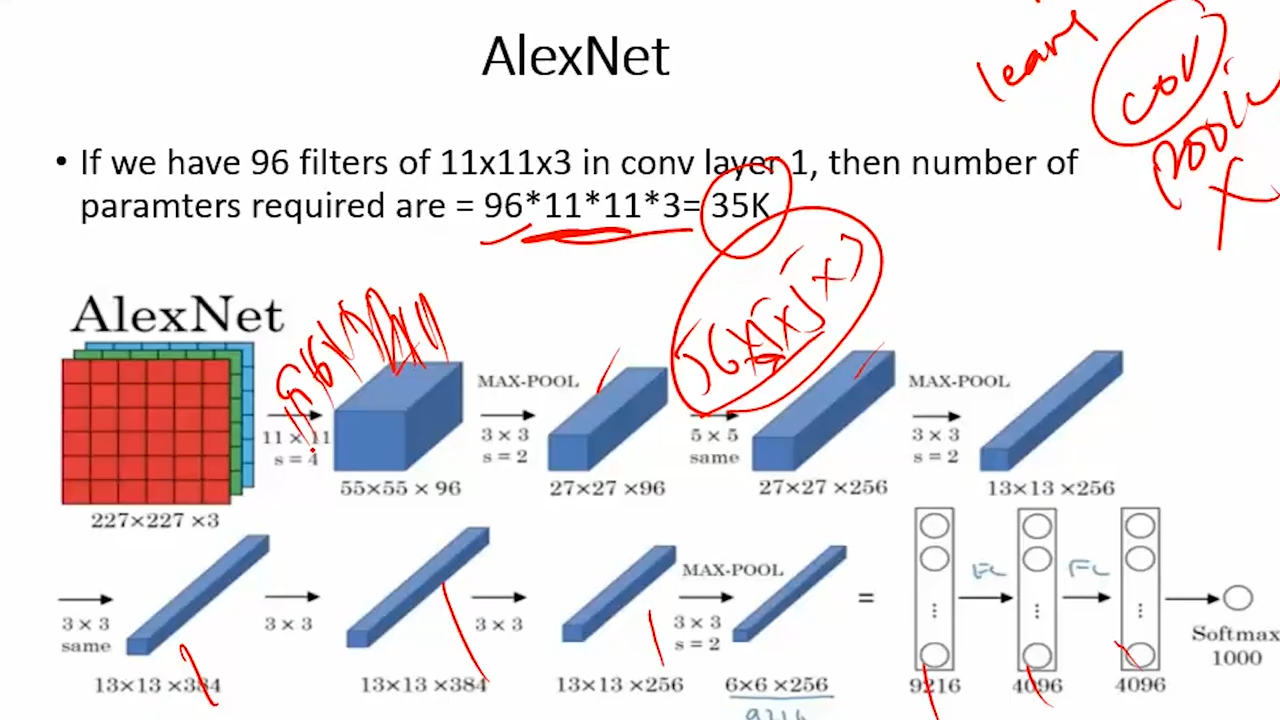 AlexNet
• If we have 96 filters of 11x11x3 in conv layer 1, then number of
paramters required are = 96*11*11*3= 35K
AlexNet
11 × 11
s = 4
MAX-POOL
3 × 3
s = 2
5 × 5
same
MAX-POOL
3 × 3
s = 2
227×227 ×3
55×55 × 96
27×27 ×96
27×27 ×256
13×13 ×256
3 × 3
same
3 × 3
3 × 3
MAX-POOL
3 × 3
s = 2
=
FC
FC
Softmax
1000
13×13 ×384
13×13 ×384
13×13 ×256
6×6 ×256
9216
4096
4096
9216
learn
cov